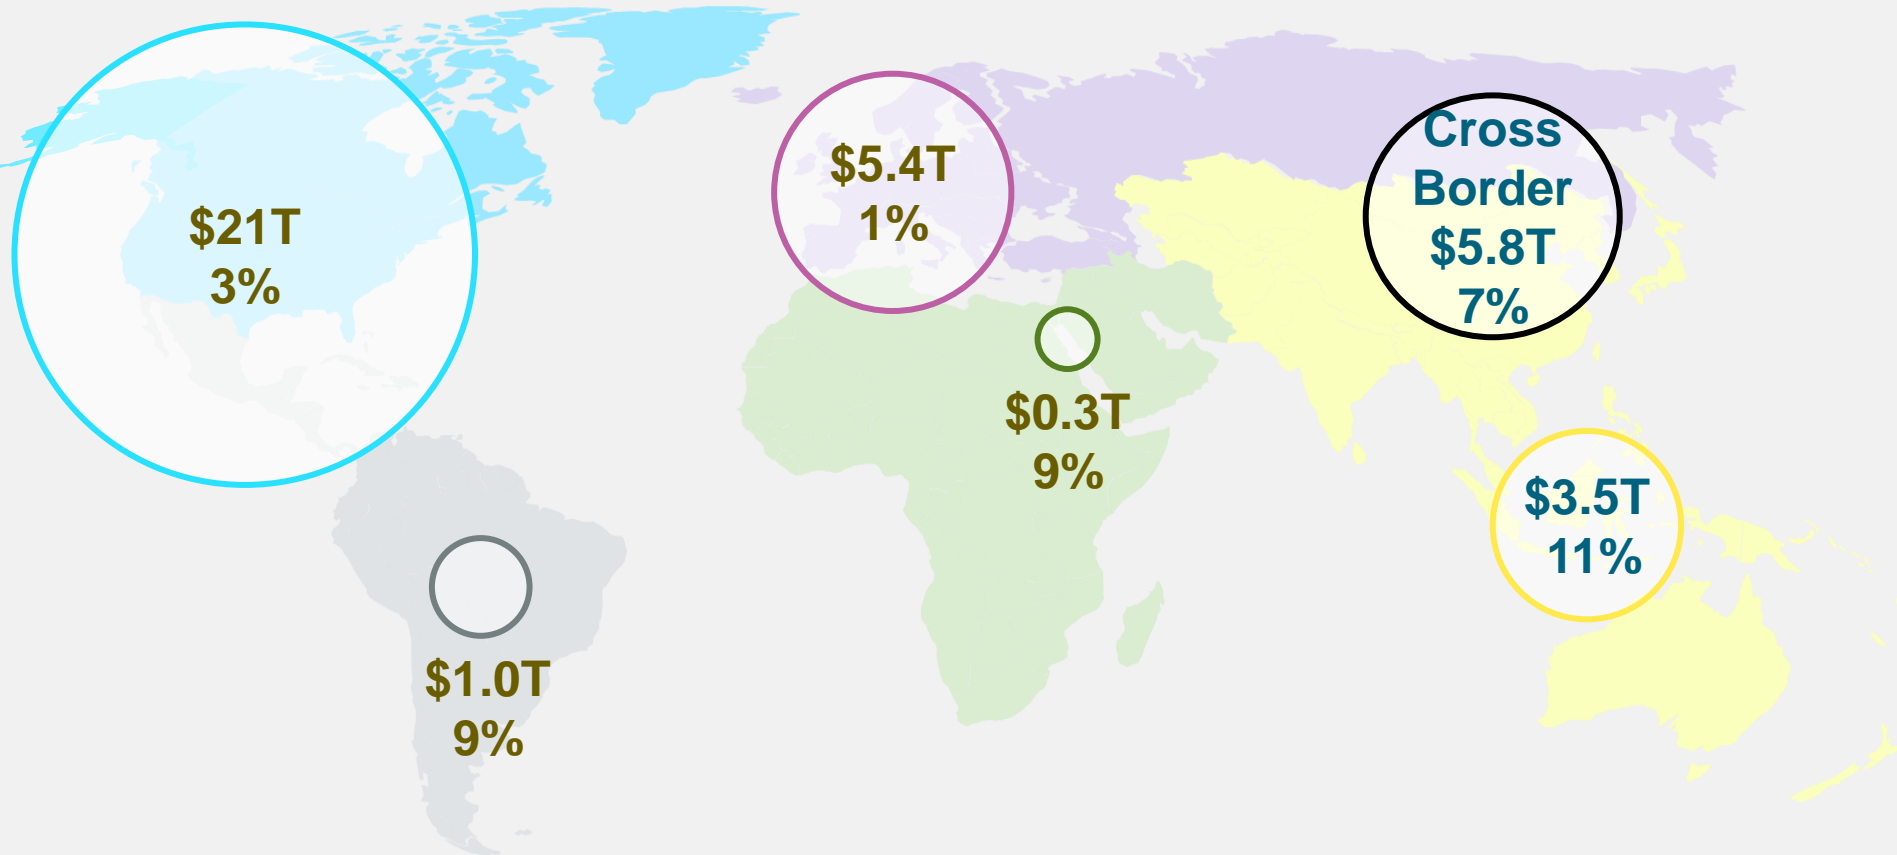 $21T
3%
$5.4T
1%
Cross
Border
$5.8T
7%
$0.3T
9%
$3.5T
11%
$1.0T
9%